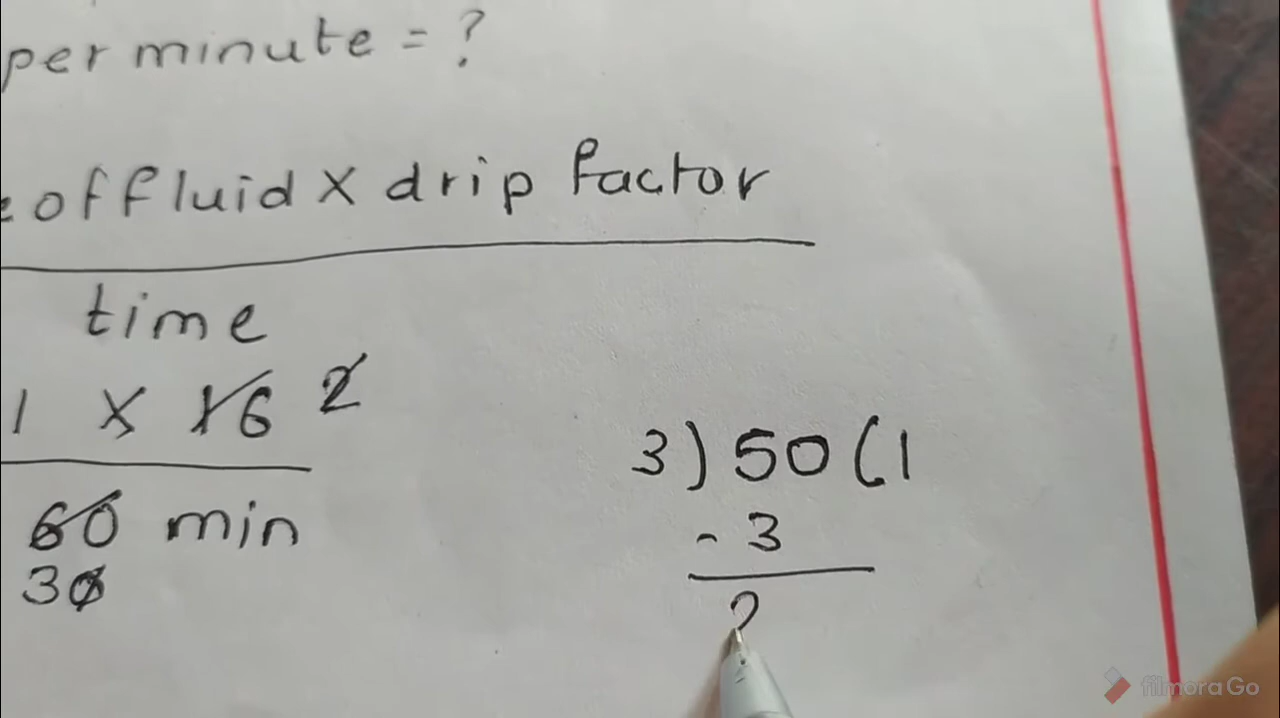 per minute = ?
e of fluid X drip factor
time
1 X 16 2
60 min
30
3) 50 (1
- 3
2
filmora Go